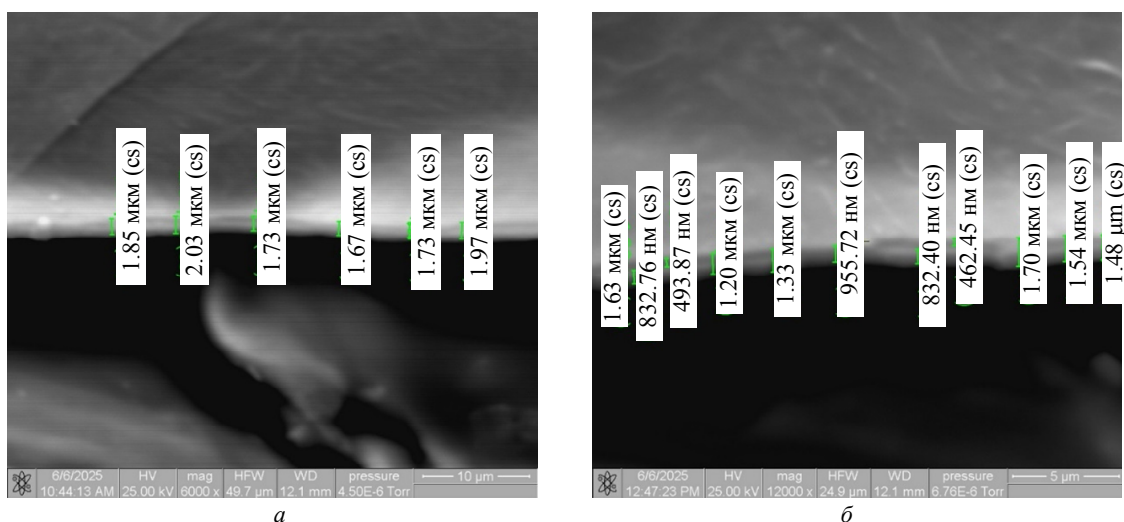 1.85 мкм (cs)
2.03 мкм (cs)
1.73 мкм (cs)
1.67 мкм (cs)
1.73 мкм (cs)
1.97 мкм (cs)
6/6/2025 HV mag HFW WD pressure 10 µm
10:44:13 AM 25.00 kV 6000 x 49.7 µm 12.1 mm 4.50E-6 Torr
а
1.63 мкм (cs)
832.76 нм (cs)
493.87 нм (cs)
1.20 мкм (cs)
1.33 мкм (cs)
955.72 нм (cs)
832.40 нм (cs)
462.45 нм (cs)
1.70 мкм (cs)
1.54 мкм (cs)
1.48 µm (cs)
6/6/2025 HV mag HFW WD pressure 5 µm
12:47:23 PM 25.00 kV 12000 x 24.9 µm 12.1 mm 6.76E-6 Torr
б